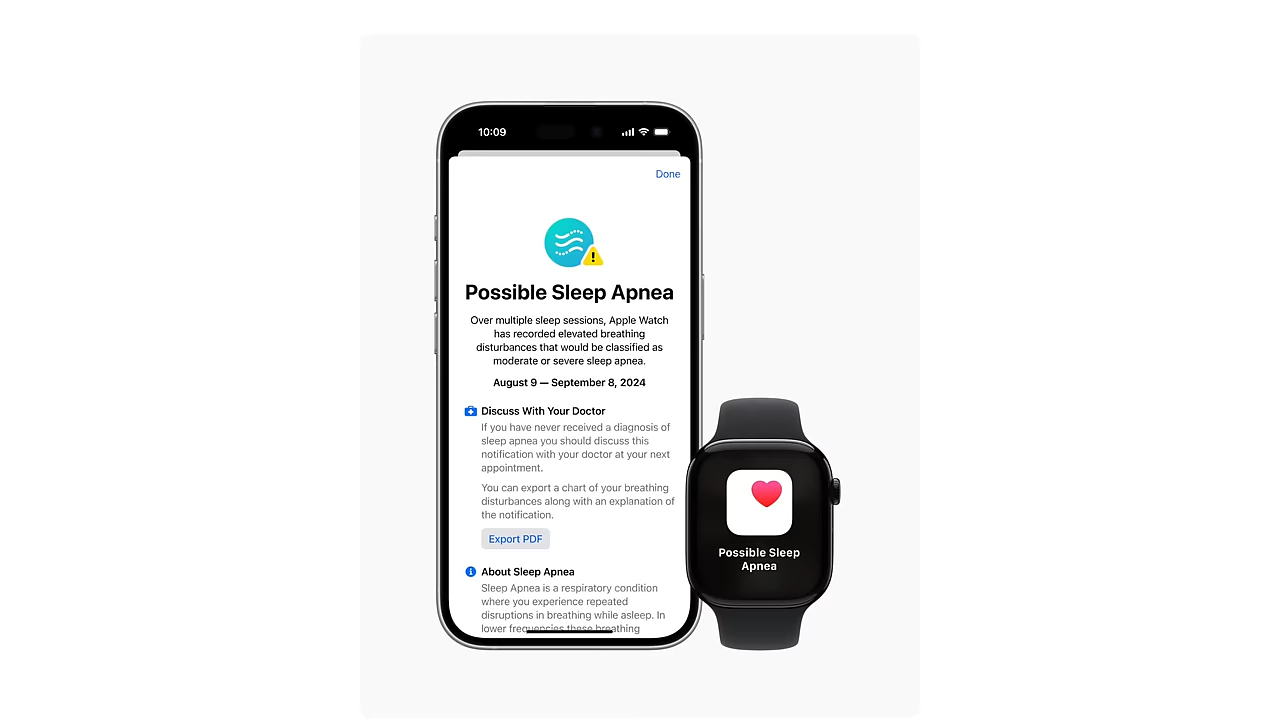 10:09
Done
Possible Sleep Apnea
Over multiple sleep sessions, Apple Watch
has recorded elevated breathing
disturbances that would be classified as
moderate or severe sleep apnea.
August 9 — September 8, 2024
Discuss With Your Doctor
If you have never received a diagnosis of
sleep apnea you should discuss this
notification with your doctor at your next
appointment.
You can export a chart of your breathing
disturbances along with an explanation of
the notification.
Export PDF
About Sleep Apnea
Sleep Apnea is a respiratory condition
where you experience repeated
disruptions in breathing while asleep. In
lower frequencies these breathing
Possible Sleep
Apnea